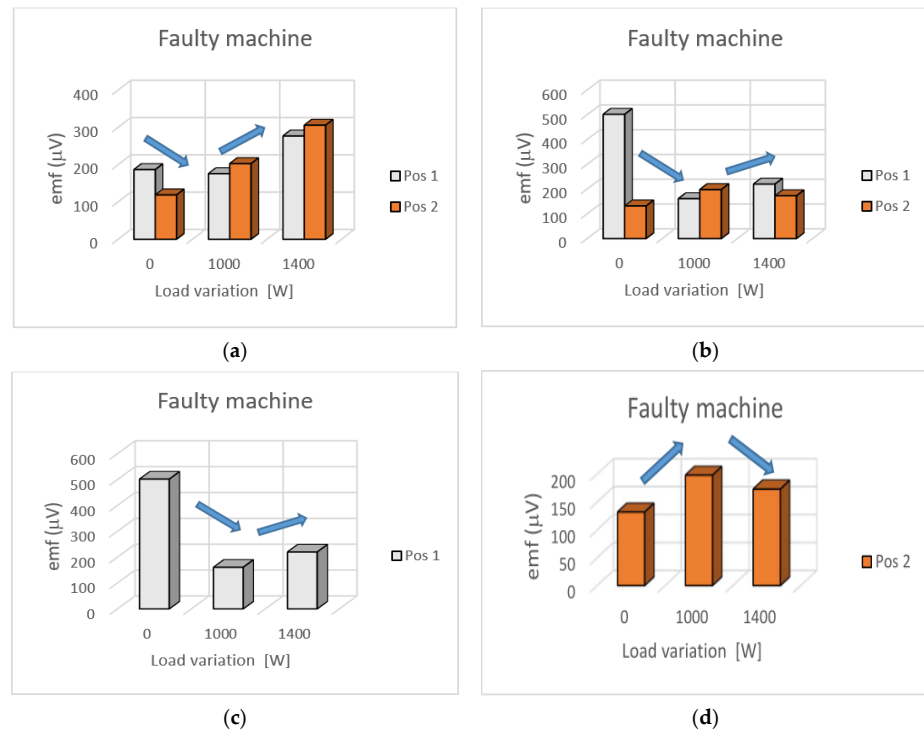 Faulty machine
400
300
200
100
0
emf (μV)
0 1000 1400
Load variation [W]
Pos 1
Pos 2
(a)
Faulty machine
600
500
400
300
200
100
0
emf (μV)
0 1000 1400
Load variation [W]
Pos 1
Pos 2
(b)
Faulty machine
600
500
400
300
200
100
0
emf (μV)
0 1000 1400
Load variation [W]
Pos 1
(c)
Faulty machine
200
150
100
50
0
emf (μV)
0 1000 1400
Load variation [W]
Pos 2
(d)